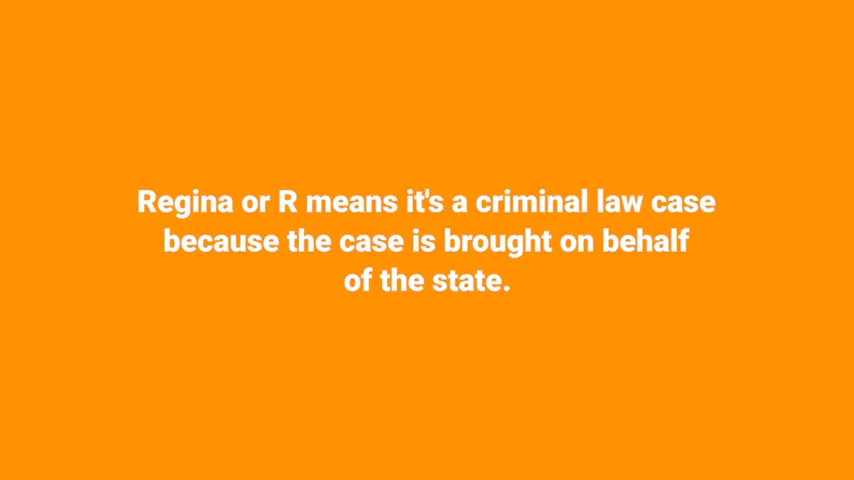 Regina or R means it's a criminal law case
because the case is brought on behalf
of the state.